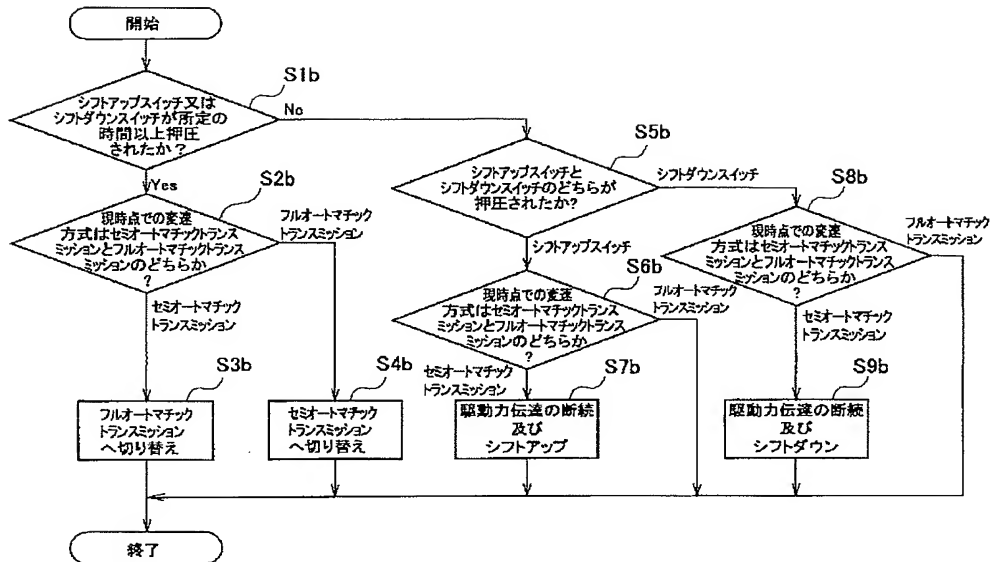 開始
S1b
シフトアップスイッチ又は
シフトダウンスイッチが所定の
時間以上押圧
されたか？
No
Yes
S2b
現時点での変速
方式はセミオートマチックトランス
ミッションとフルオートマチックトランス
ミッションのどちらか
？
フルオートマチック
トランスミッション
セミオートマチック
トランスミッション
S3b
フルオートマチック
トランスミッション
へ切り替え
S4b
セミオートマチック
トランスミッション
へ切り替え
S5b
シフトアップスイッチと
シフトダウンスイッチのどちらが
押圧されたか?
シフトダウンスイッチ
シフトアップスイッチ
S6b
現時点での変速
方式はセミオートマチックトランス
ミッションとフルオートマチックトランス
ミッションのどちらか
？
フルオートマチック
トランスミッション
セミオートマチック
トランスミッション
S7b
駆動力伝達の断続
及び
シフトアップ
S8b
現時点での変速
方式はセミオートマチックトランス
ミッションとフルオートマチックトランス
ミッションのどちらか
？
フルオートマチック
トランスミッション
セミオートマチック
トランスミッション
S9b
駆動力伝達の断続
及び
シフトダウン
終了